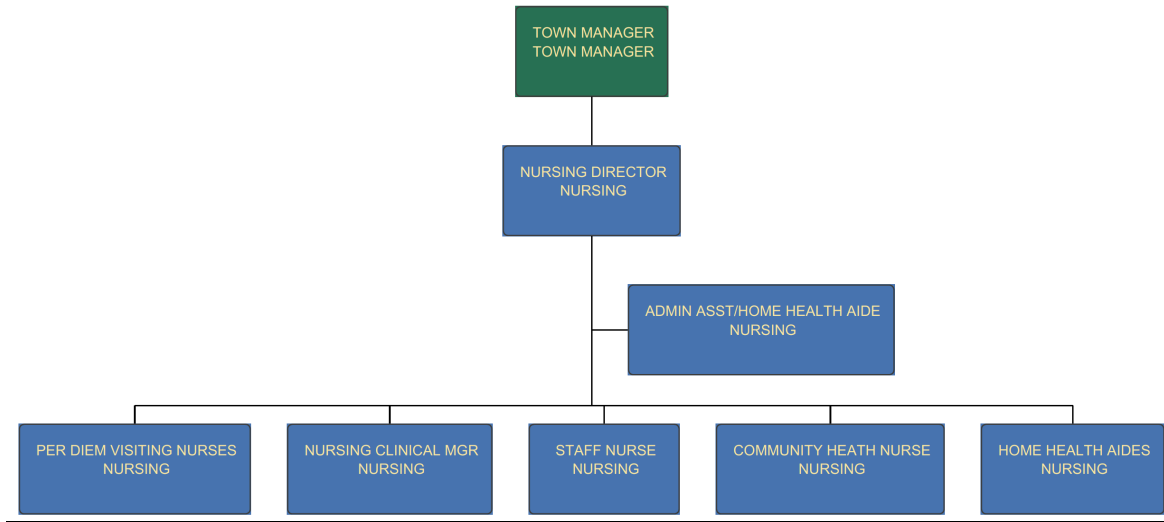 TOWN MANAGER
TOWN MANAGER
NURSING DIRECTOR
NURSING
ADMIN ASST/HOME HEALTH AIDE
NURSING
PER DIEM VISITING NURSES
NURSING
NURSING CLINICAL MGR
NURSING
STAFF NURSE
NURSING
COMMUNITY HEATH NURSE
NURSING
HOME HEALTH AIDES
NURSING